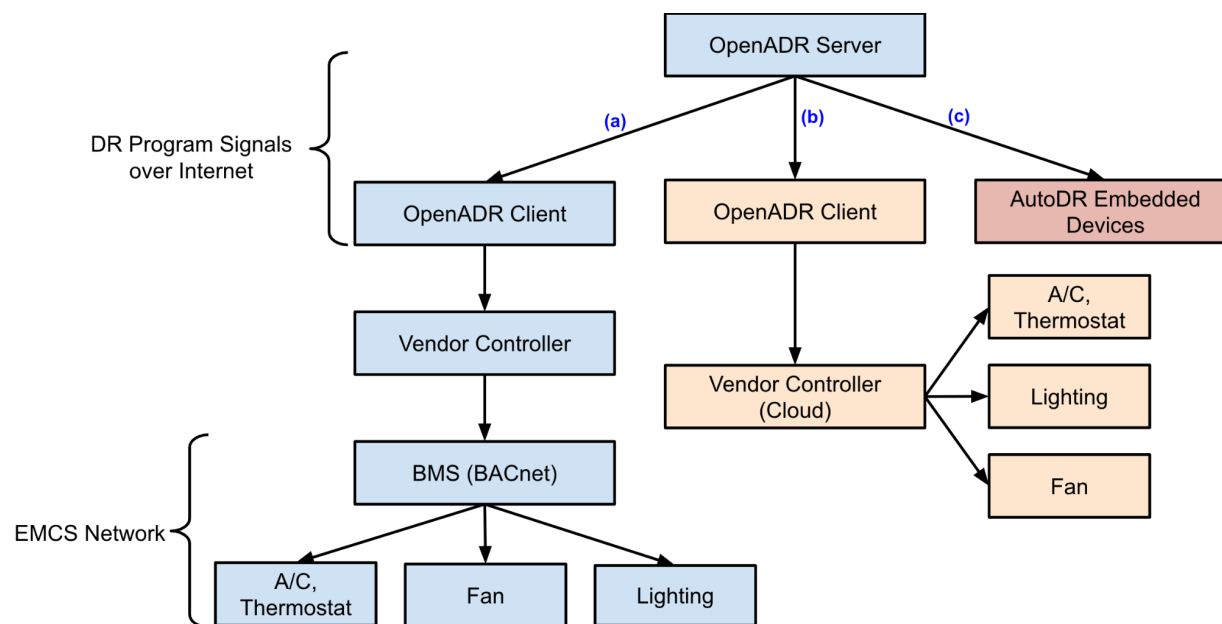 OpenADR Server
(a)
(b)
(c)
DR Program Signals
over Internet
OpenADR Client
OpenADR Client
AutoDR Embedded
Devices
Vendor Controller
A/C,
Thermostat
Vendor Controller
(Cloud)
Lighting
Fan
BMS (BACnet)
EMCS Network
A/C,
Thermostat
Fan
Lighting